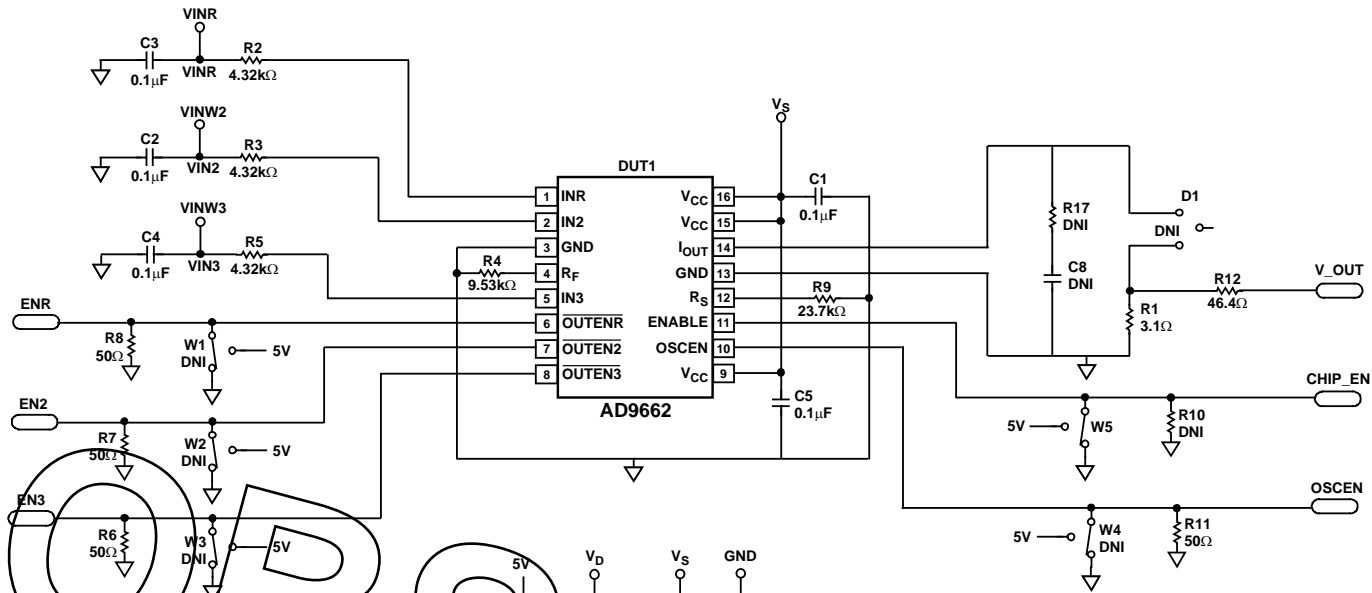 VINR
C3
0.1µF
VINR
R2
4.32kΩ
VINW2
C2
0.1µF
VIN2
R3
4.32kΩ
VINW3
C4
0.1µF
VIN3
R5
4.32kΩ
ENR
R8
50Ω
W1
DNI
5V
EN2
R7
50Ω
W2
DNI
5V
EN3
R6
50Ω
W3
DNI
5V
R4
9.53kΩ
DUT1
1 INR
2 IN2
3 GND
4 RF
5 IN3
6 OUTENR
7 OUTEN2
8 OUTEN3
VCC 16
VCC 15
IOUT 14
GND 13
RS 12
ENABLE 11
OSCEN 10
VCC 9
AD9662
VS
C1
0.1µF
R9
23.7kΩ
C5
0.1µF
R17
DNI
C8
DNI
D1
DNI
R12
46.4Ω
V_OUT
R1
3.1Ω
CHIP_EN
5V
W5
R10
DNI
OSCEN
5V
W4
DNI
R11
50Ω
5V
VD
VS
GND